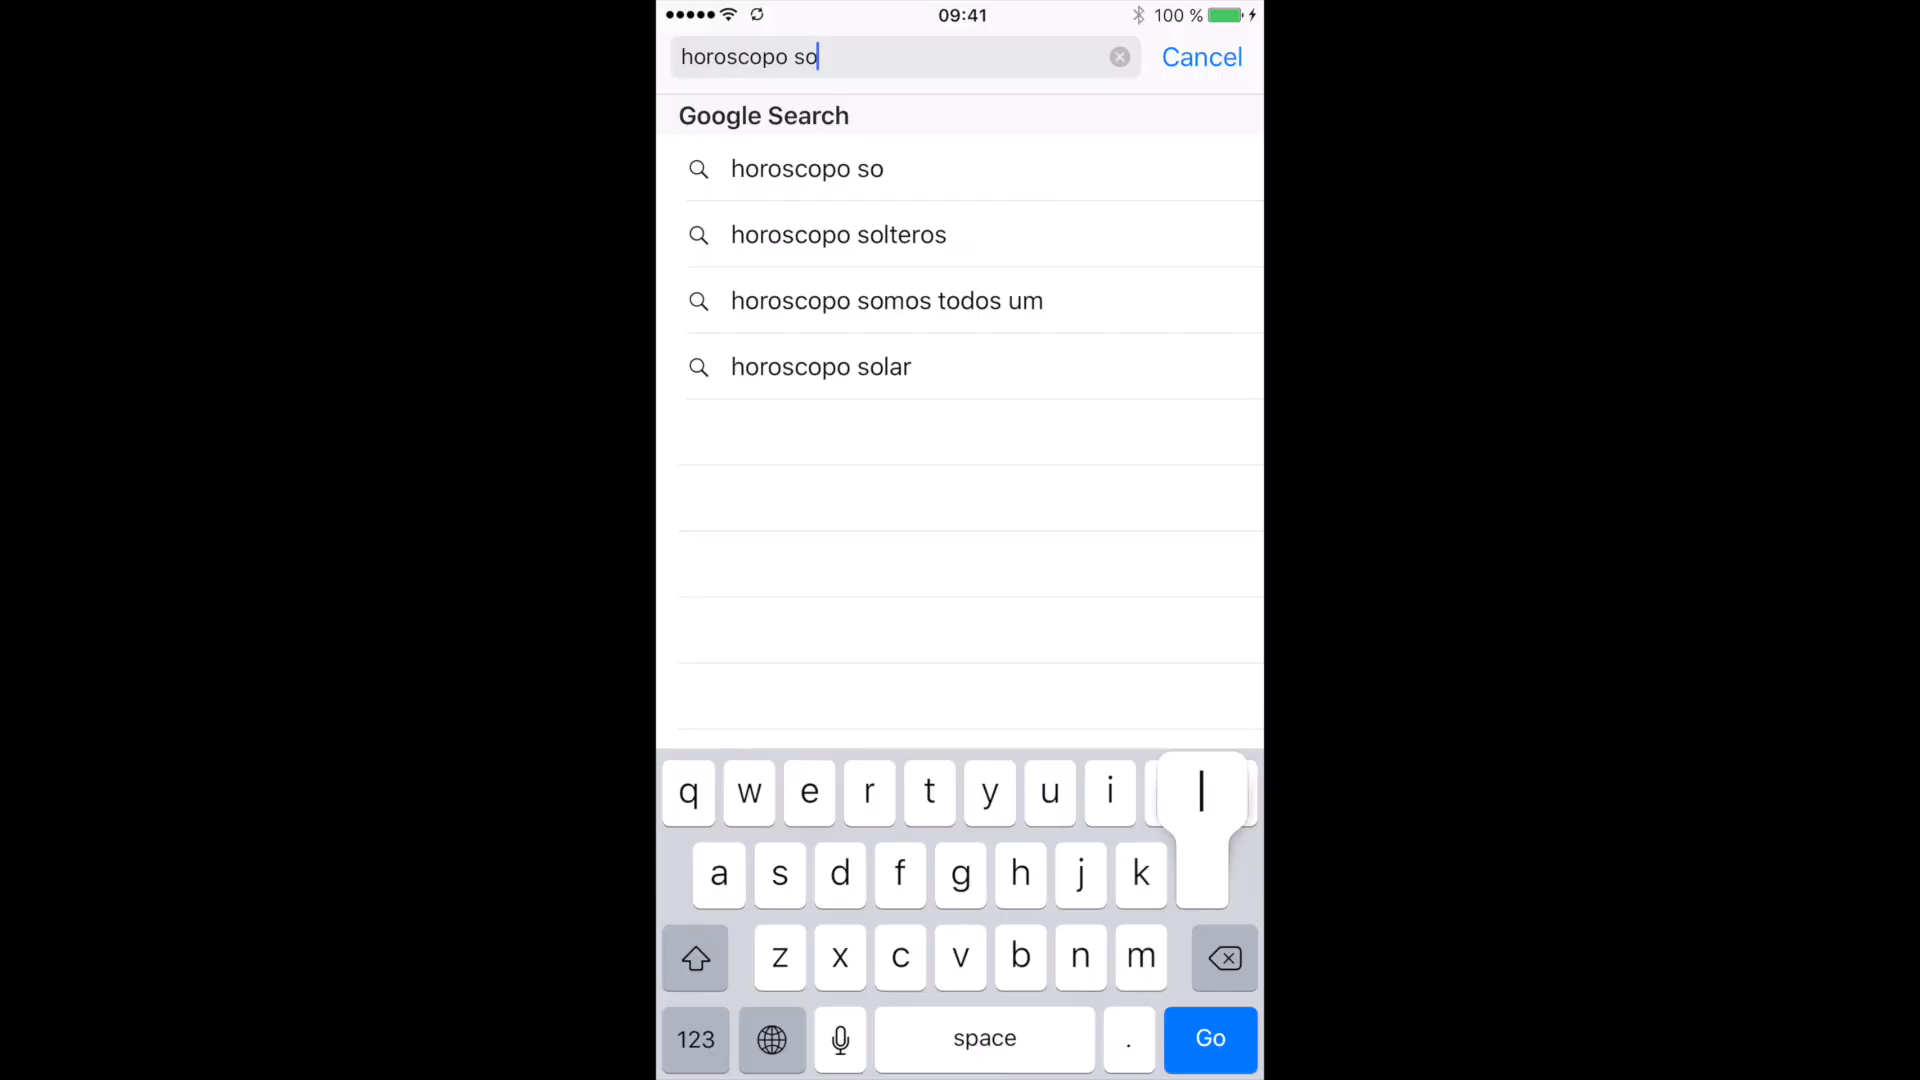 09:41 100 %
horoscopo so Cancel
Google Search
horoscopo so
horoscopo solteros
horoscopo somos todos um
horoscopo solar
q w e r t y u i l
a s d f g h j k
z x c v b n m
123 space . Go